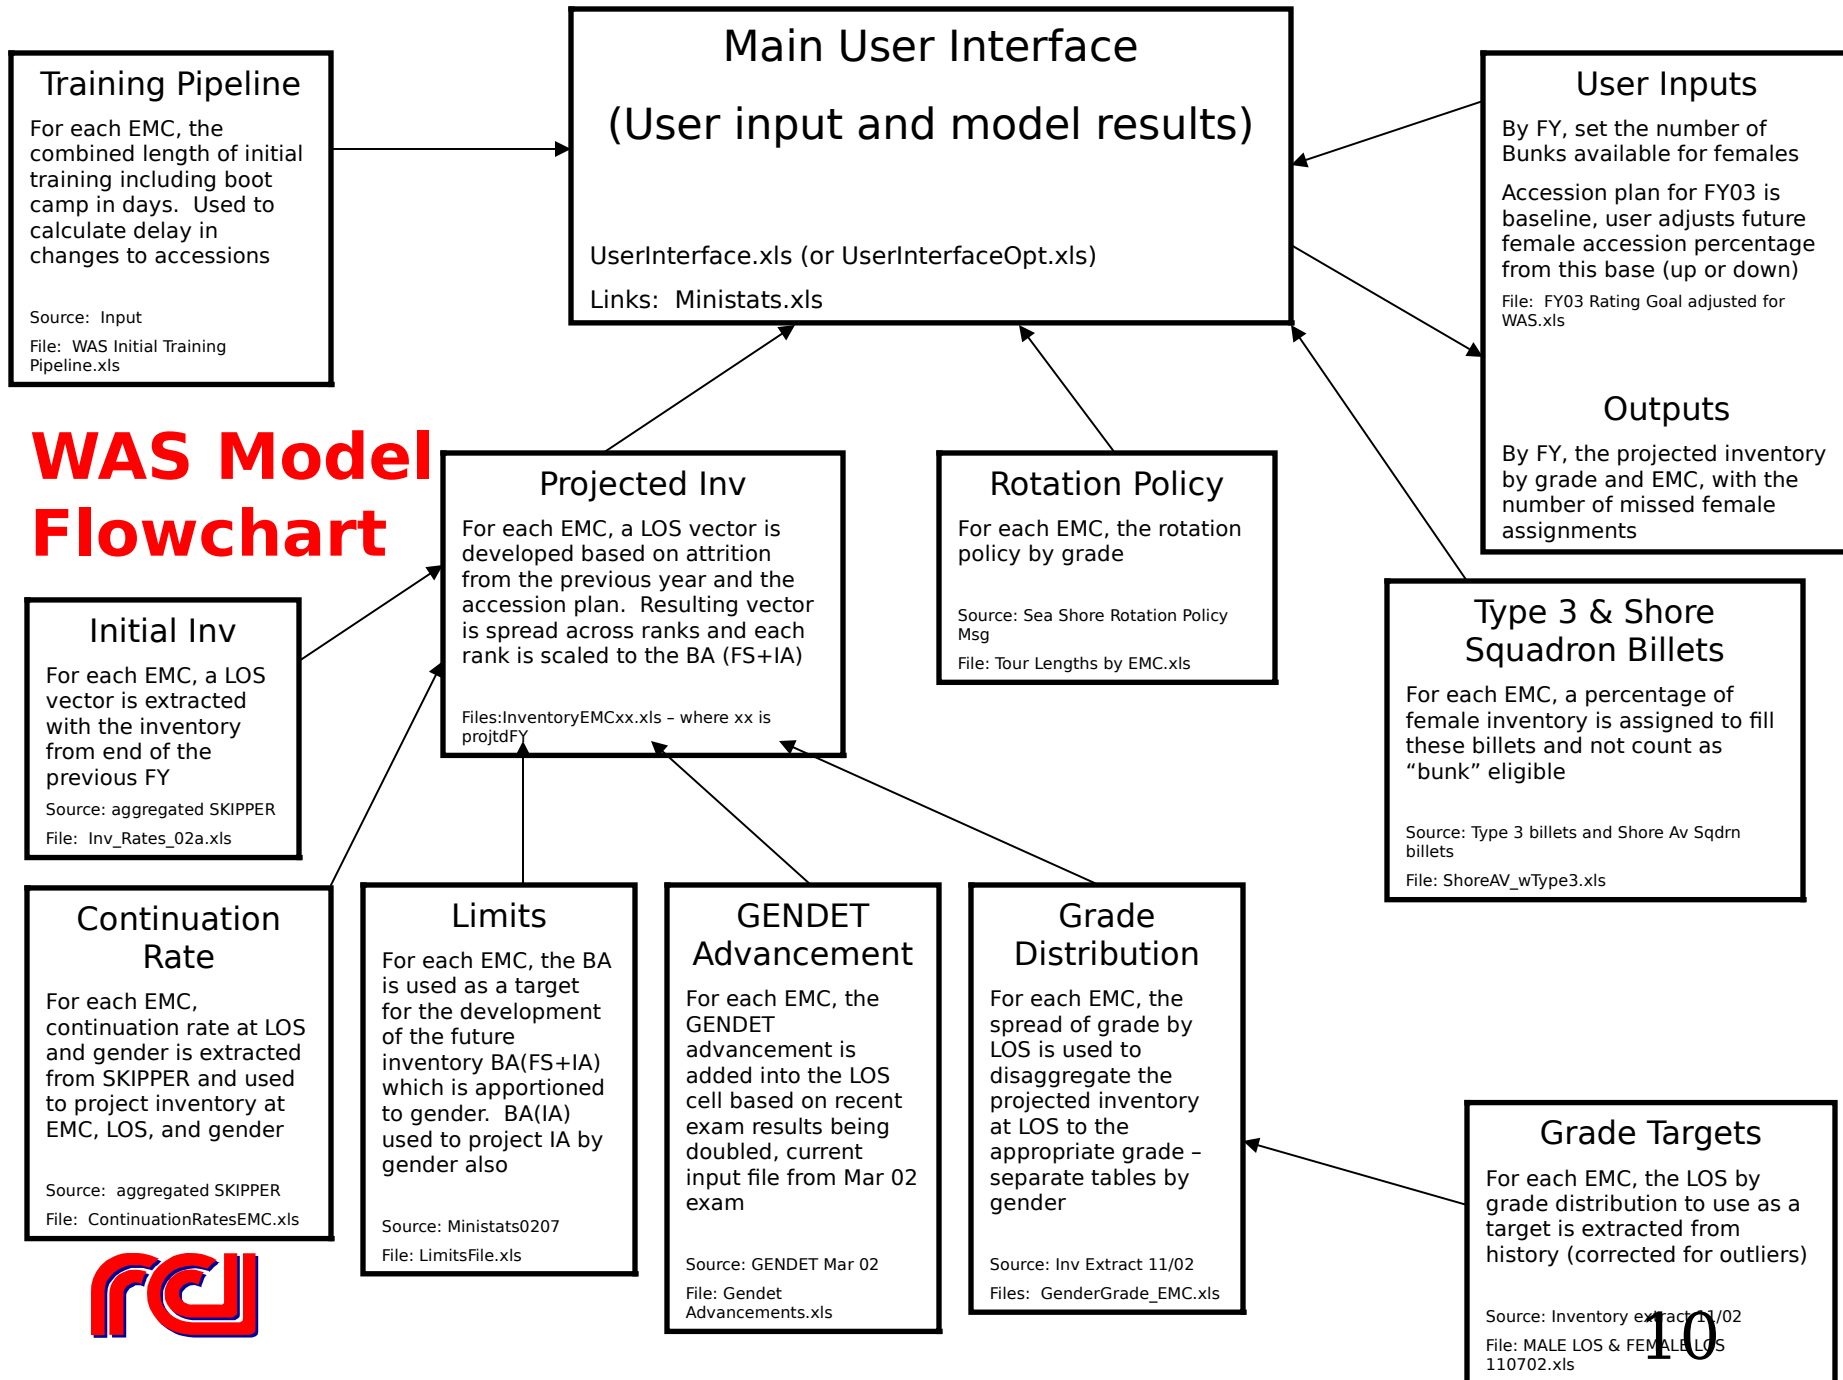 Main User Interface
(User input and model results)
UserInterface.xls (or UserInterfaceOpt.xls)
Links:  Ministats.xls
Training Pipeline
For each EMC, the
combined length of initial
training including boot
camp in days.  Used to
calculate delay in
changes to accessions
Source:  Input
File:  WAS Initial Training
Pipeline.xls
User Inputs
By FY, set the number of
Bunks available for females
Accession plan for FY03 is
baseline, user adjusts future
female accession percentage
from this base (up or down)
File:  FY03 Rating Goal adjusted for
WAS.xls
Outputs
By FY, the projected inventory
by grade and EMC, with the
number of missed female
assignments
WAS Model
Flowchart
Projected Inv
For each EMC, a LOS vector is
developed based on attrition
from the previous year and the
accession plan.  Resulting vector
is spread across ranks and each
rank is scaled to the BA (FS+IA)
Files:InventoryEMCxx.xls – where xx is
projtdFY
Rotation Policy
For each EMC, the rotation
policy by grade
Source: Sea Shore Rotation Policy
Msg
File: Tour Lengths by EMC.xls
Type 3 & Shore
Squadron Billets
For each EMC, a percentage of
female inventory is assigned to fill
these billets and not count as
“bunk” eligible
Source: Type 3 billets and Shore Av Sqdrn
billets
File: ShoreAV_wType3.xls
Initial Inv
For each EMC, a LOS
vector is extracted
with the inventory
from end of the
previous FY
Source: aggregated SKIPPER
File:  Inv_Rates_02a.xls
Continuation
Rate
For each EMC,
continuation rate at LOS
and gender is extracted
from SKIPPER and used
to project inventory at
EMC, LOS, and gender
Source:  aggregated SKIPPER
File:  ContinuationRatesEMC.xls
Limits
For each EMC, the BA
is used as a target
for the development
of the future
inventory BA(FS+IA)
which is apportioned
to gender.  BA(IA)
used to project IA by
gender also
Source: Ministats0207
File: LimitsFile.xls
GENDET
Advancement
For each EMC, the
GENDET
advancement is
added into the LOS
cell based on recent
exam results being
doubled, current
input file from Mar 02
exam
Source: GENDET Mar 02
File: Gendet
Advancements.xls
Grade
Distribution
For each EMC, the
spread of grade by
LOS is used to
disaggregate the
projected inventory
at LOS to the
appropriate grade –
separate tables by
gender
Source: Inv Extract 11/02
Files:  GenderGrade_EMC.xls
Grade Targets
For each EMC, the LOS by
grade distribution to use as a
target is extracted from
history (corrected for outliers)
Source: Inventory extract 11/02
File: MALE LOS & FEMALE LOS
110702.xls
10
rci